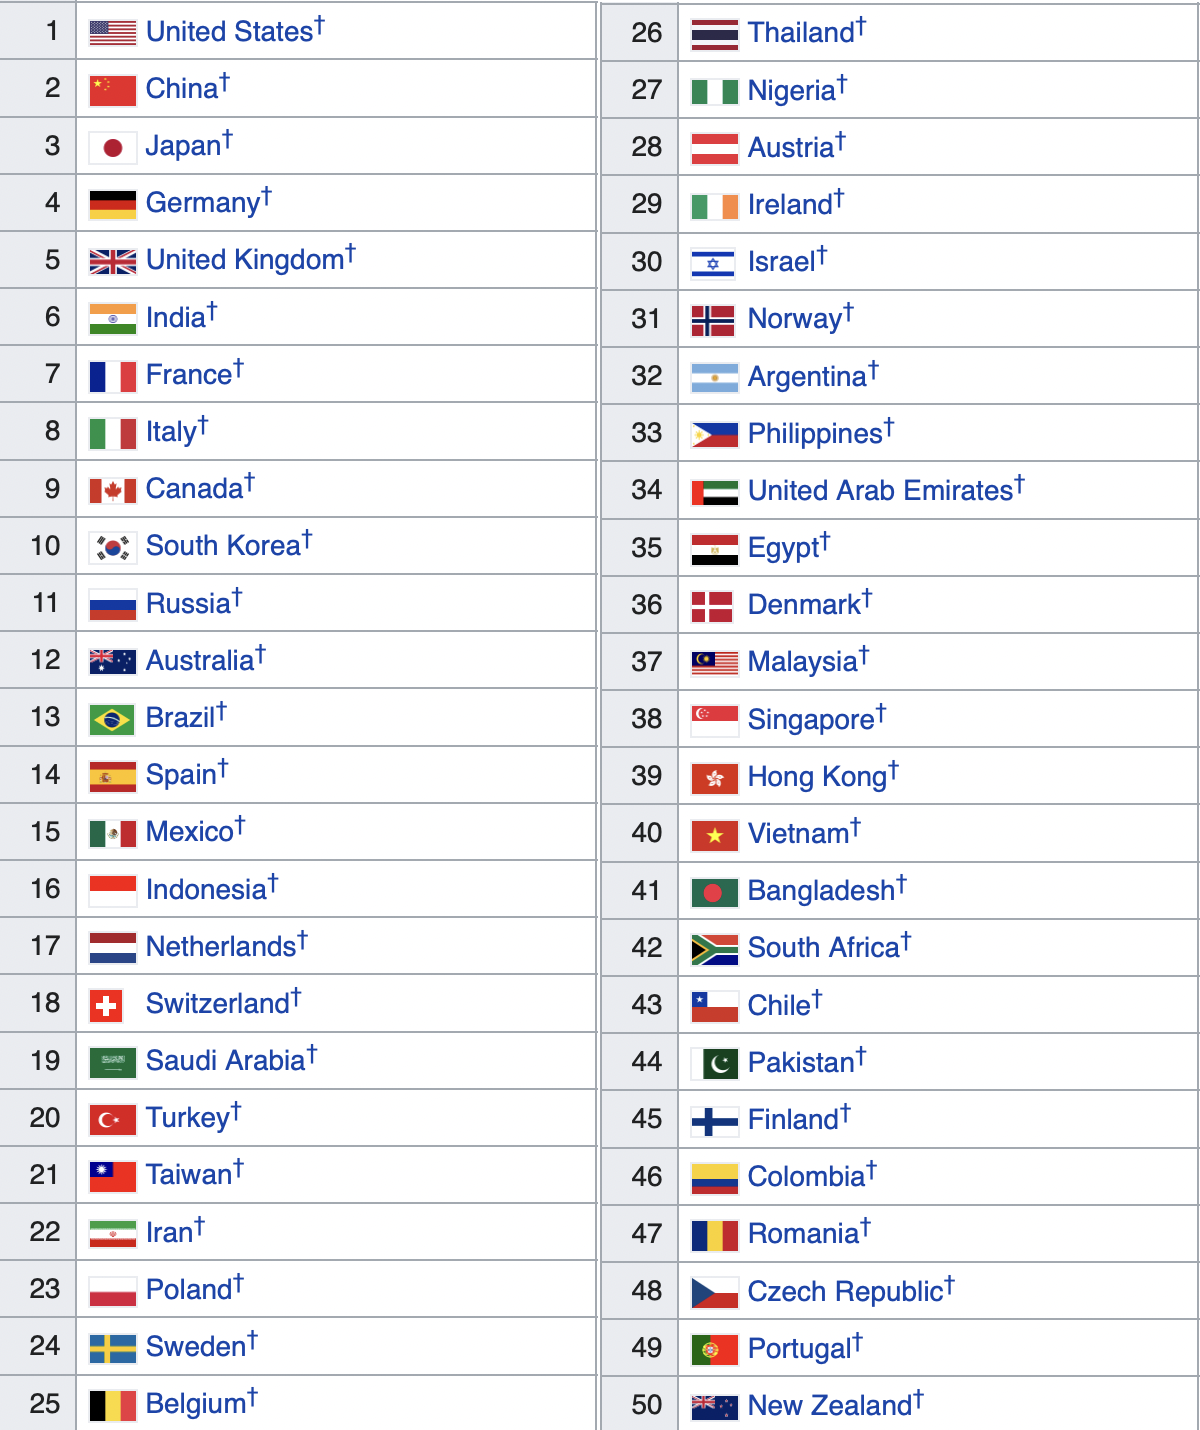 1 United States†
2 China†
3 Japan†
4 Germany†
5 United Kingdom†
6 India†
7 France†
8 Italy†
9 Canada†
10 South Korea†
11 Russia†
12 Australia†
13 Brazil†
14 Spain†
15 Mexico†
16 Indonesia†
17 Netherlands†
18 Switzerland†
19 Saudi Arabia†
20 Turkey†
21 Taiwan†
22 Iran†
23 Poland†
24 Sweden†
25 Belgium†
26 Thailand†
27 Nigeria†
28 Austria†
29 Ireland†
30 Israel†
31 Norway†
32 Argentina†
33 Philippines†
34 United Arab Emirates†
35 Egypt†
36 Denmark†
37 Malaysia†
38 Singapore†
39 Hong Kong†
40 Vietnam†
41 Bangladesh†
42 South Africa†
43 Chile†
44 Pakistan†
45 Finland†
46 Colombia†
47 Romania†
48 Czech Republic†
49 Portugal†
50 New Zealand†